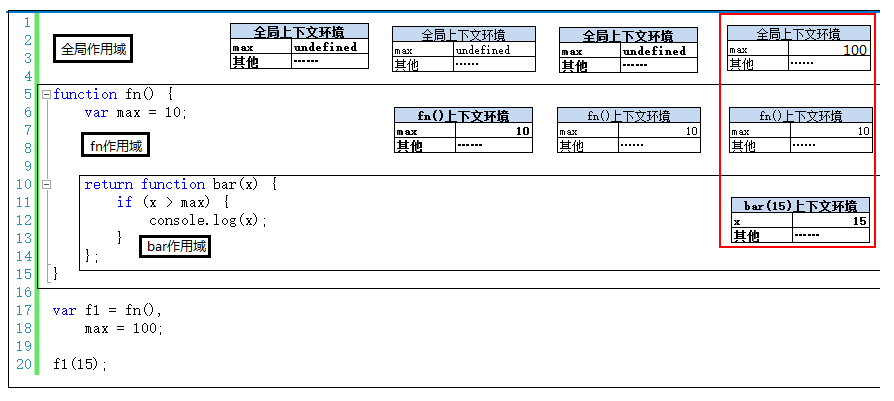 1
2
3
4
5
6
7
8
9
10
11
12
13
14
15
16
17
18
19
20
全局作用域
function fn() {
var max = 10;
fn作用域
return function bar(x) {
if (x > max) {
console.log(x);
}
bar作用域
};
}
var f1 = fn(),
max = 100;
f1(15);
全局上下文环境
max undefined
其他 ······
全局上下文环境
max undefined
其他 ······
全局上下文环境
max undefined
其他 ······
全局上下文环境
max 100
其他 ······
fn()上下文环境
max 10
其他 ······
fn()上下文环境
max 10
其他 ······
fn()上下文环境
max 10
其他 ······
bar(15)上下文环境
x 15
其他 ······